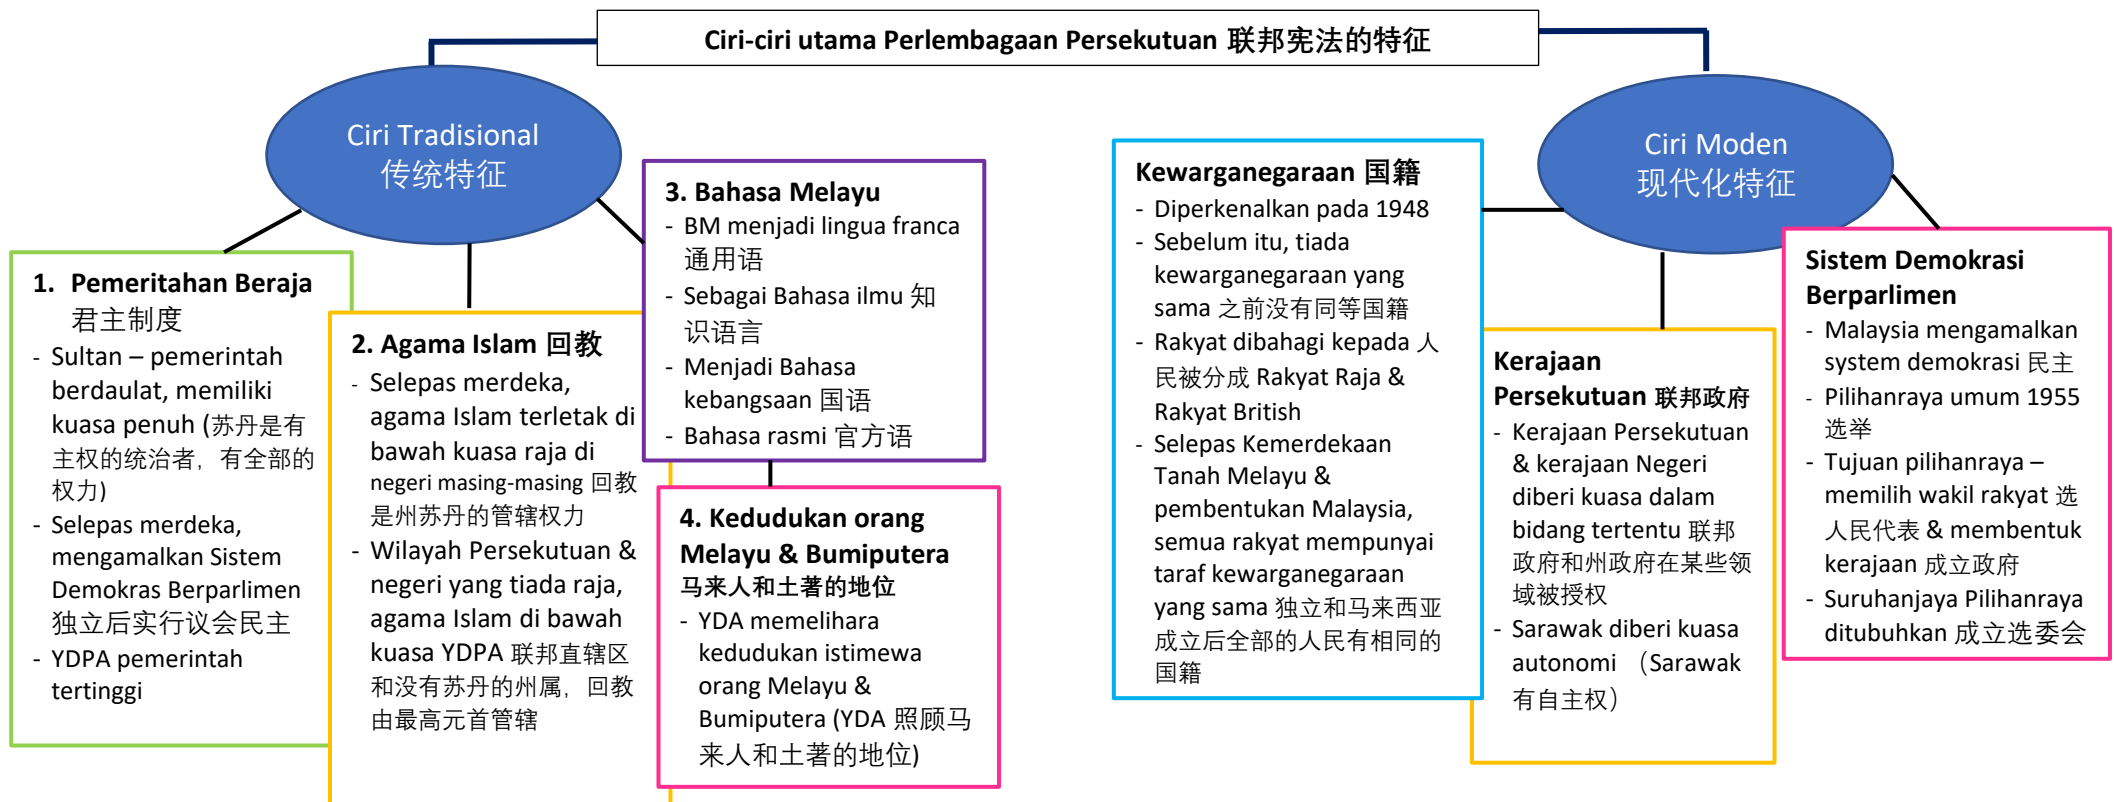 Ciri-ciri utama Perlembagaan Persekutuan 联邦宪法的特征
Ciri Tradisional
传统特征
1. Pemeritahan Beraja
君主制度
- Sultan – pemerintah
berdaulat, memiliki
kuasa penuh (苏丹是有
主权的统治者，有全部的
权力)
- Selepas merdeka,
mengamalkan Sistem
Demokras Berparlimen
独立后实行议会民主
- YDPA pemerintah
tertinggi
2. Agama Islam 回教
- Selepas merdeka,
agama Islam terletak di
bawah kuasa raja di
negeri masing-masing 回教
是州苏丹的管辖权力
- Wilayah Persekutuan &
negeri yang tiada raja,
agama Islam di bawah
kuasa YDPA 联邦直辖区
和没有苏丹的州属，回教
由最高元首管辖
3. Bahasa Melayu
- BM menjadi lingua franca
通用语
- Sebagai Bahasa ilmu 知
识语言
- Menjadi Bahasa
kebangsaan 国语
- Bahasa rasmi 官方语
4. Kedudukan orang
Melayu & Bumiputera
马来人和土著的地位
- YDA memelihara
kedudukan istimewa
orang Melayu &
Bumiputera (YDA 照顾马
来人和土著的地位)
Ciri Moden
现代化特征
Kewarganegaraan 国籍
- Diperkenalkan pada 1948
- Sebelum itu, tiada
kewarganegaraan yang
sama 之前没有同等国籍
- Rakyat dibahagi kepada 人
民被分成 Rakyat Raja &
Rakyat British
- Selepas Kemerdekaan
Tanah Melayu &
pembentukan Malaysia,
semua rakyat mempunyai
taraf kewarganegaraan
yang sama 独立和马来西亚
成立后全部的人民有相同的
国籍
Kerajaan
Persekutuan 联邦政府
- Kerajaan Persekutuan
& kerajaan Negeri
diberi kuasa dalam
bidang tertentu 联邦
政府和州政府在某些领
域被授权
- Sarawak diberi kuasa
autonomi （Sarawak
有自主权）
Sistem Demokrasi
Berparlimen
- Malaysia mengamalkan
system demokrasi 民主
- Pilihanraya umum 1955
选举
- Tujuan pilihanraya –
memilih wakil rakyat 选
人民代表 & membentuk
kerajaan 成立政府
- Suruhanjaya Pilihanraya
ditubuhkan 成立选委会